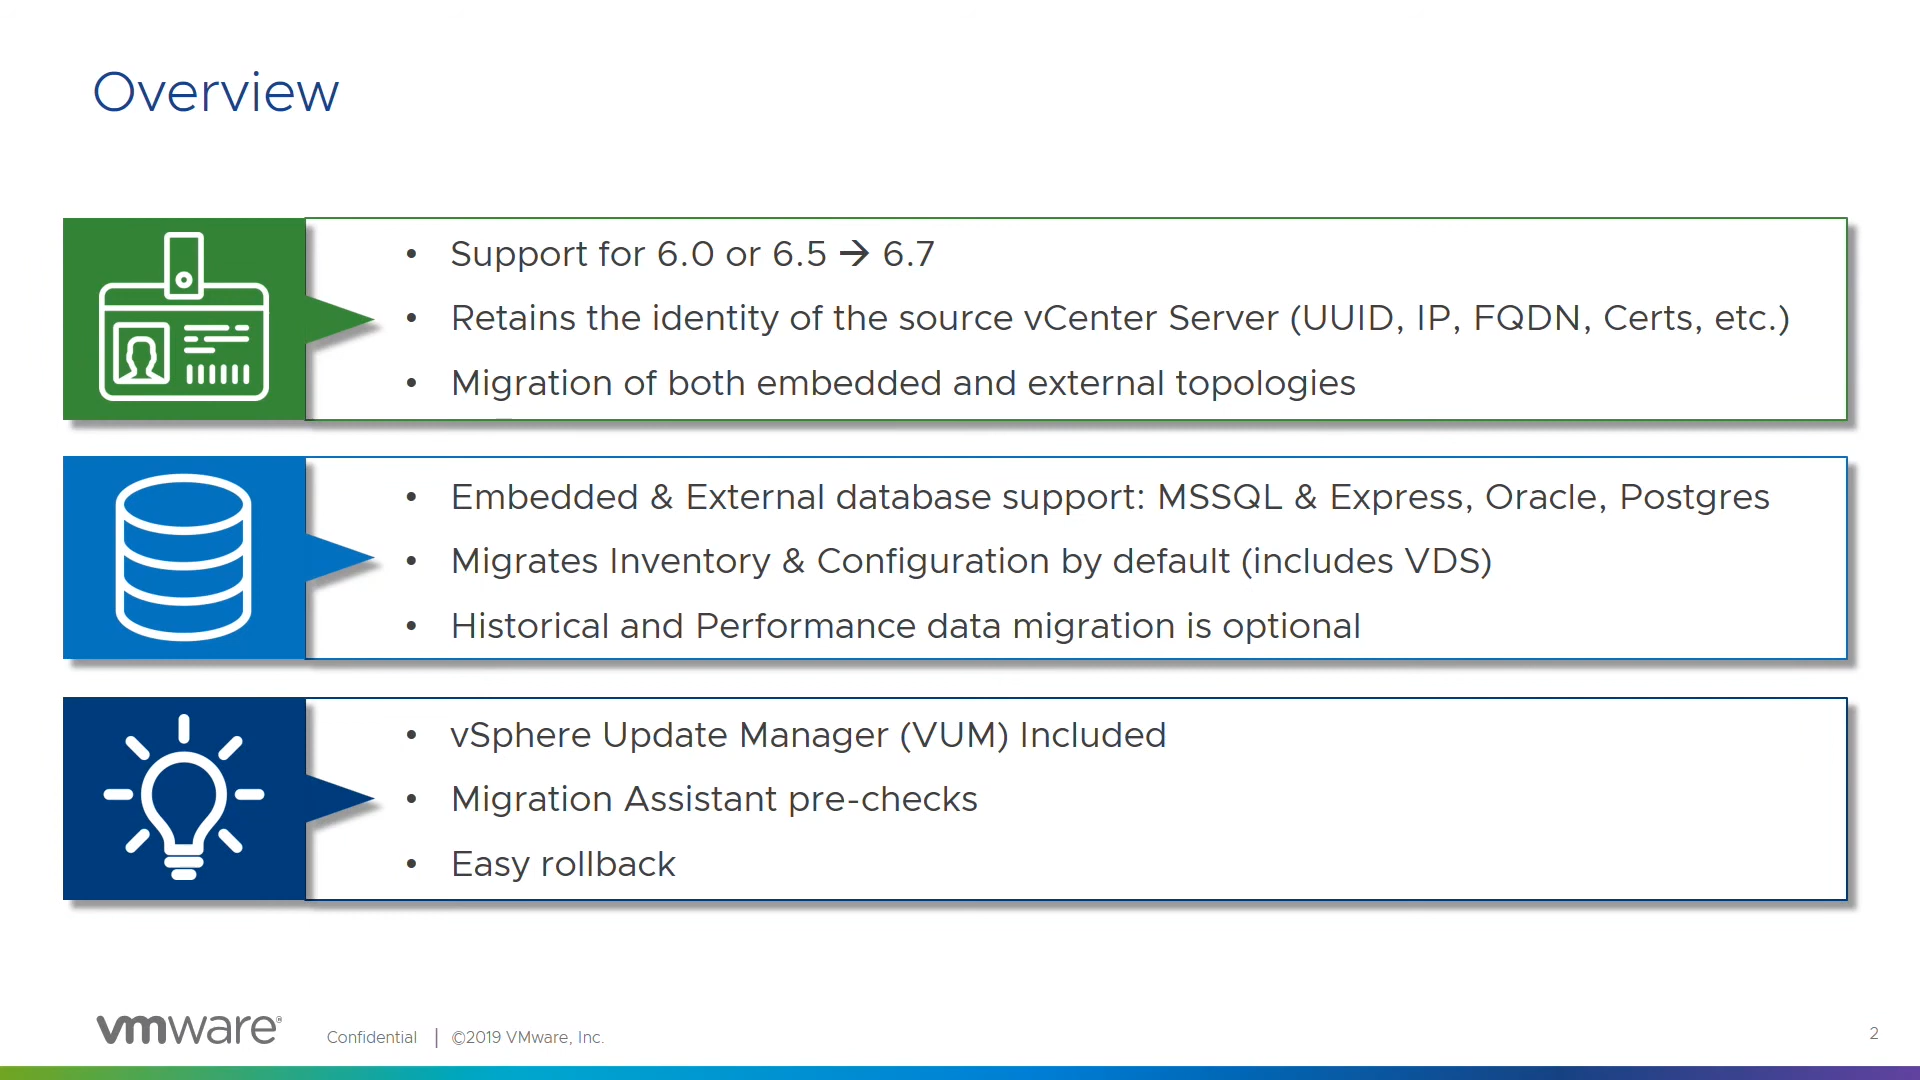 Overview
• Support for 6.0 or 6.5 → 6.7
• Retains the identity of the source vCenter Server (UUID, IP, FQDN, Certs, etc.)
• Migration of both embedded and external topologies
• Embedded & External database support: MSSQL & Express, Oracle, Postgres
• Migrates Inventory & Configuration by default (includes VDS)
• Historical and Performance data migration is optional
• vSphere Update Manager (VUM) Included
• Migration Assistant pre-checks
• Easy rollback
vmware® Confidential | ©2019 VMware, Inc. 2